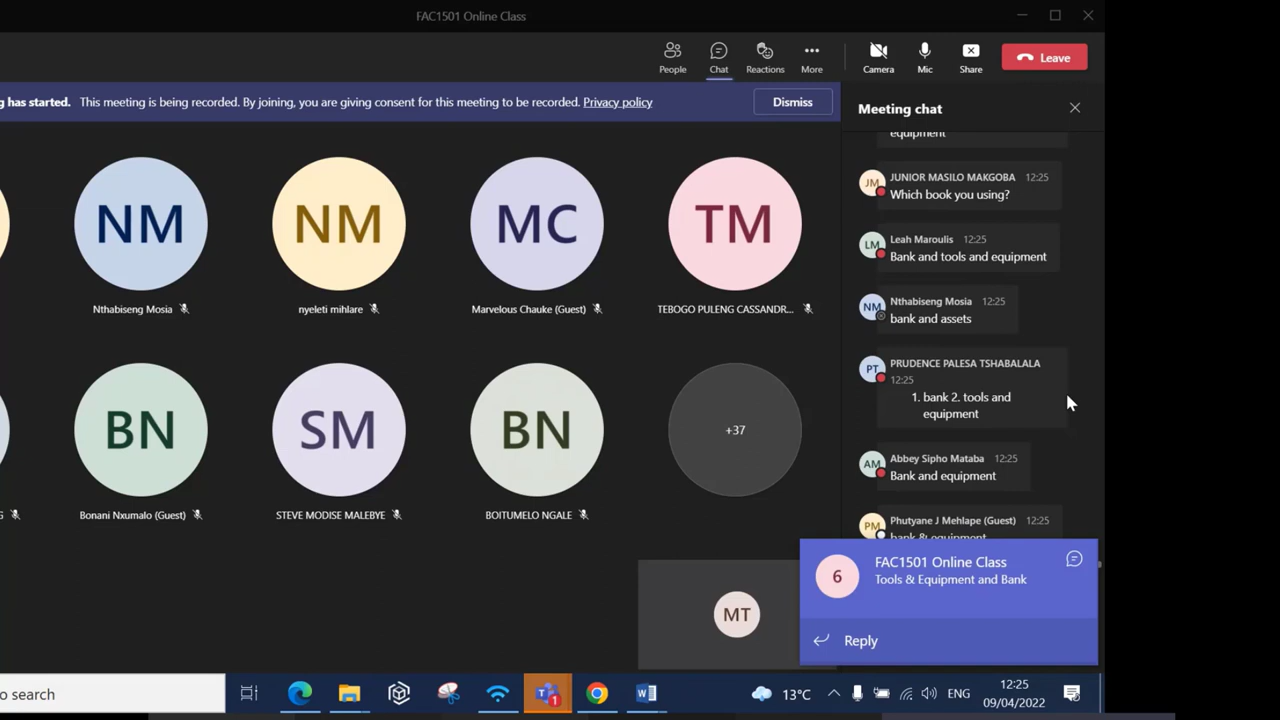 FAC1501 Online Class
People
Chat
Reactions
More
Camera
Mic
Share
Leave
g has started. This meeting is being recorded. By joining, you are giving consent for this meeting to be recorded. Privacy policy
Dismiss
Meeting chat
equipment
JM
JUNIOR MASILO MAKGOBA 12:25
Which book you using?
LM
Leah Maroulis 12:25
Bank and tools and equipment
NM
Nthabiseng Mosia 12:25
bank and assets
PT
PRUDENCE PALESA TSHABALALA
12:25
1. bank 2. tools and
equipment
AM
Abbey Sipho Mataba 12:25
Bank and equipment
PM
Phutyane J Mehlape (Guest) 12:25
bank & equipment
NM
Nthabiseng Mosia
NM
nyeleti mihlare
MC
Marvelous Chauke (Guest)
TM
TEBOGO PULENG CASSANDR...
G
BN
Bonani Nxumalo (Guest)
SM
STEVE MODISE MALEBYE
BN
BOITUMELO NGALE
+37
MT
6
FAC1501 Online Class
Tools & Equipment and Bank
Reply
o search
1
W
13°C
ENG
12:25
09/04/2022